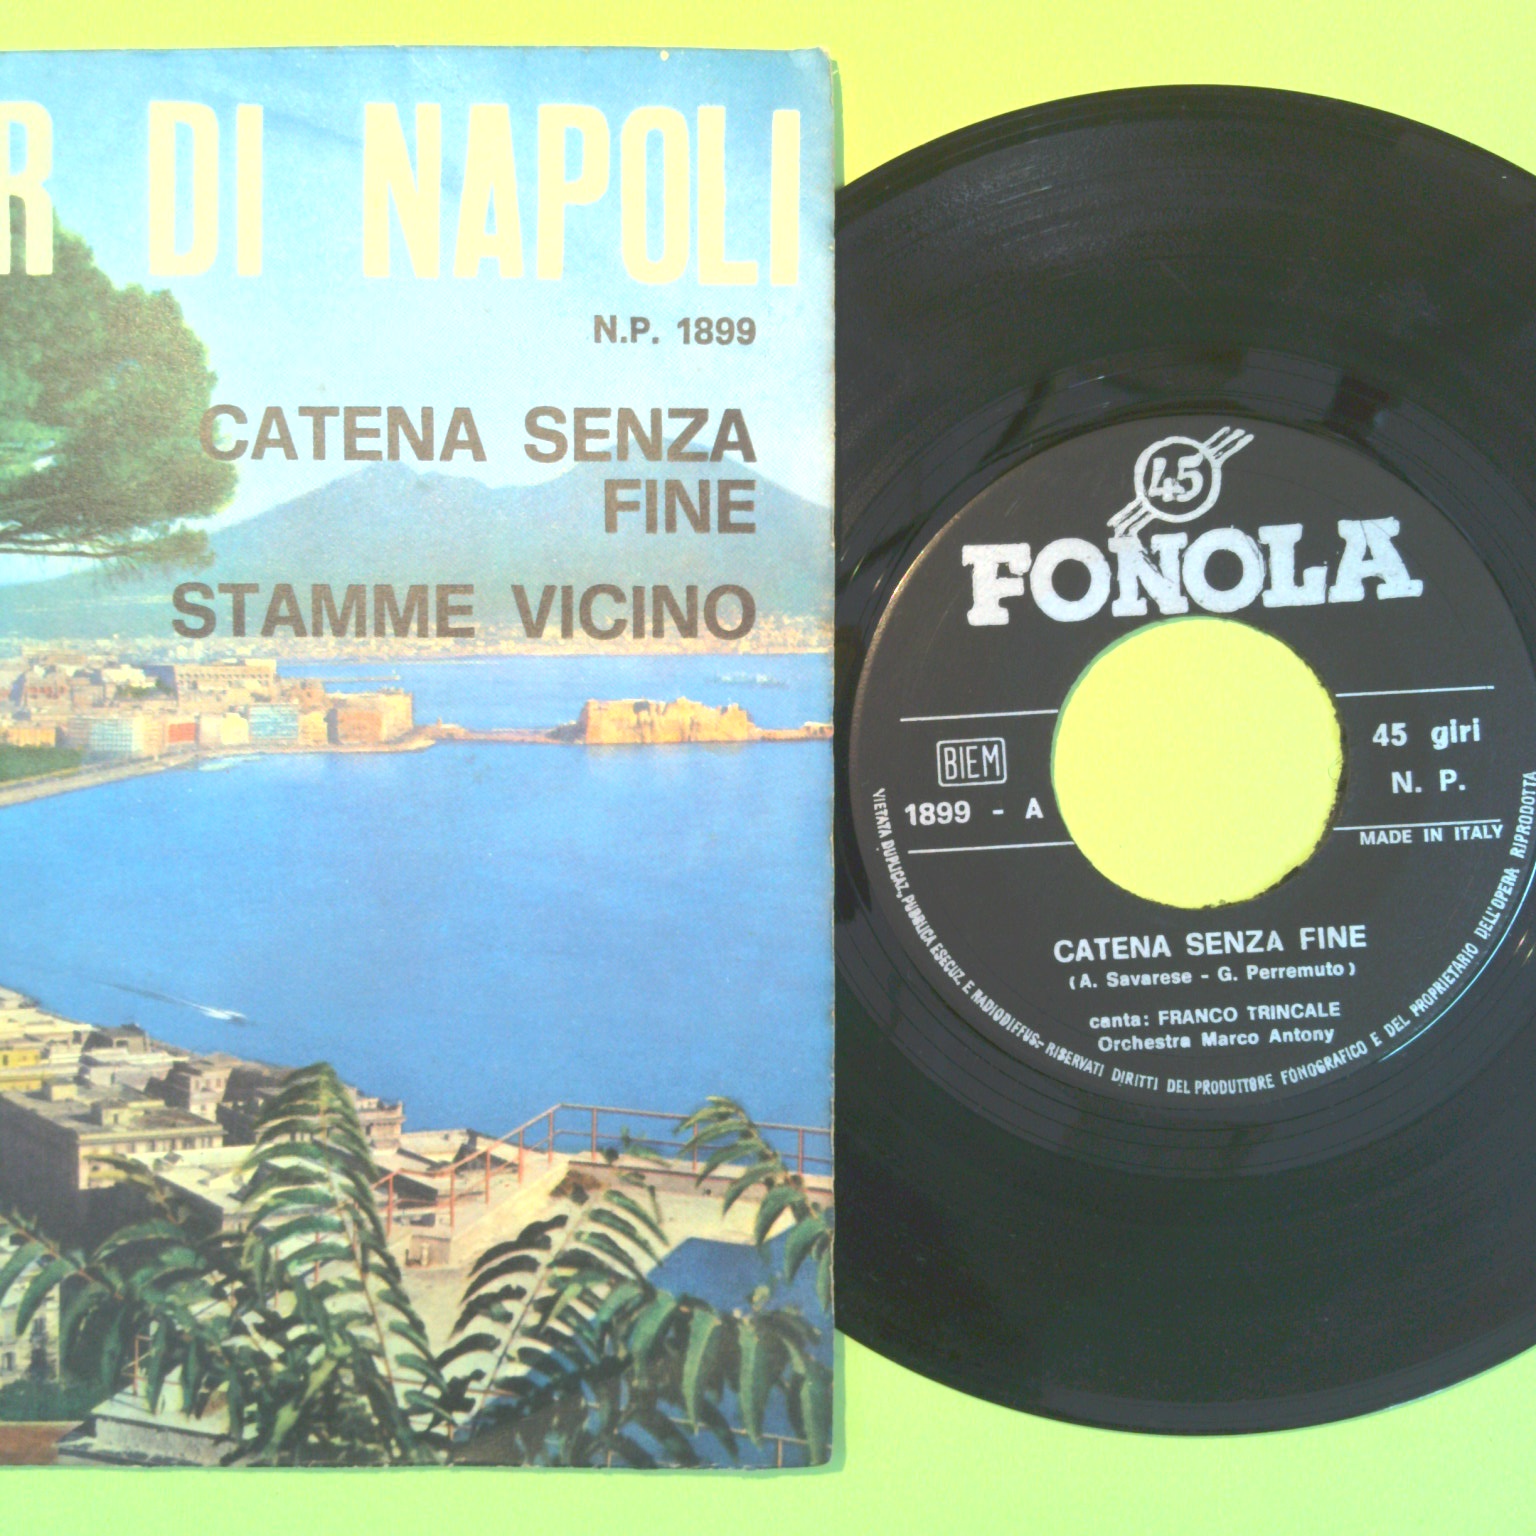 R DI NAPOLI
N.P. 1899
CATENA SENZA
FINE
STAMME VICINO
45
FONOLA
BIEM
1899 - A
45 giri
N. P.
MADE IN ITALY
CATENA SENZA FINE
(A. Savarese - G. Perremuto)
canta: FRANCO TRINCALE
Orchestra Marco Antony
VIETATA DUPLICAZ., PUBBLICA ESECUZ. E RADIODIFFUS.- RISERVATI DIRITTI DEL PRODUTTORE FONOGRAFICO E DEL PROPRIETARIO DELL'OPERA RIPRODOTTA